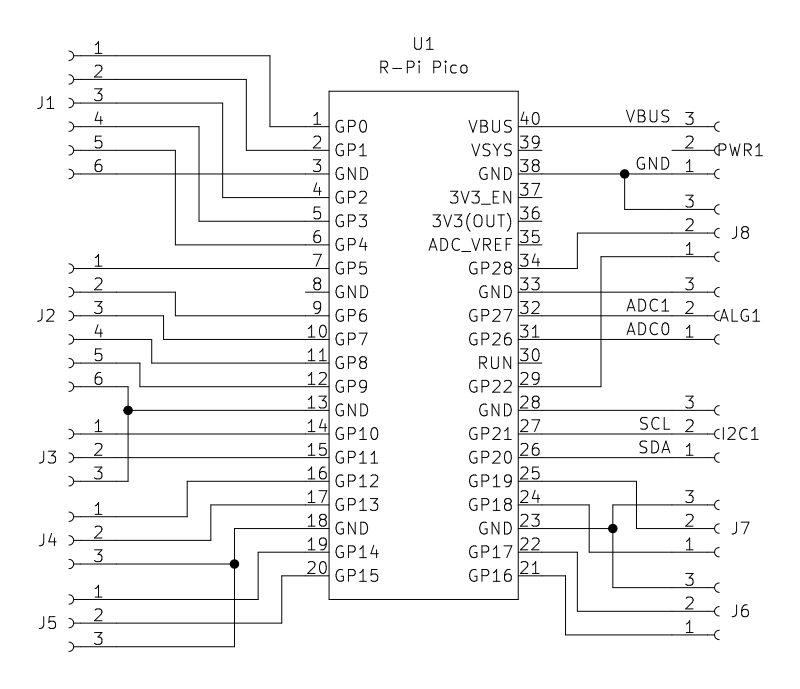 U1
R-Pi Pico
J1
1
2
3
4
5
6
J2
1
2
3
4
5
6
J3
1
2
3
J4
1
2
3
J5
1
2
3
1 GP0
2 GP1
3 GND
4 GP2
5 GP3
6 GP4
7 GP5
8 GND
9 GP6
10 GP7
11 GP8
12 GP9
13 GND
14 GP10
15 GP11
16 GP12
17 GP13
18 GND
19 GP14
20 GP15
VBUS 40
VSYS 39
GND 38
3V3_EN 37
3V3(OUT) 36
ADC_VREF 35
GP28 34
GND 33
GP27 32
GP26 31
RUN 30
GP22 29
GND 28
GP21 27
GP20 26
GP19 25
GP18 24
GND 23
GP17 22
GP16 21
VBUS 3
2 PWR1
GND 1
3
2 J8
1
3
ADC1 2 ALG1
ADC0 1
3
SCL 2 I2C1
SDA 1
3
2 J7
1
3
2 J6
1